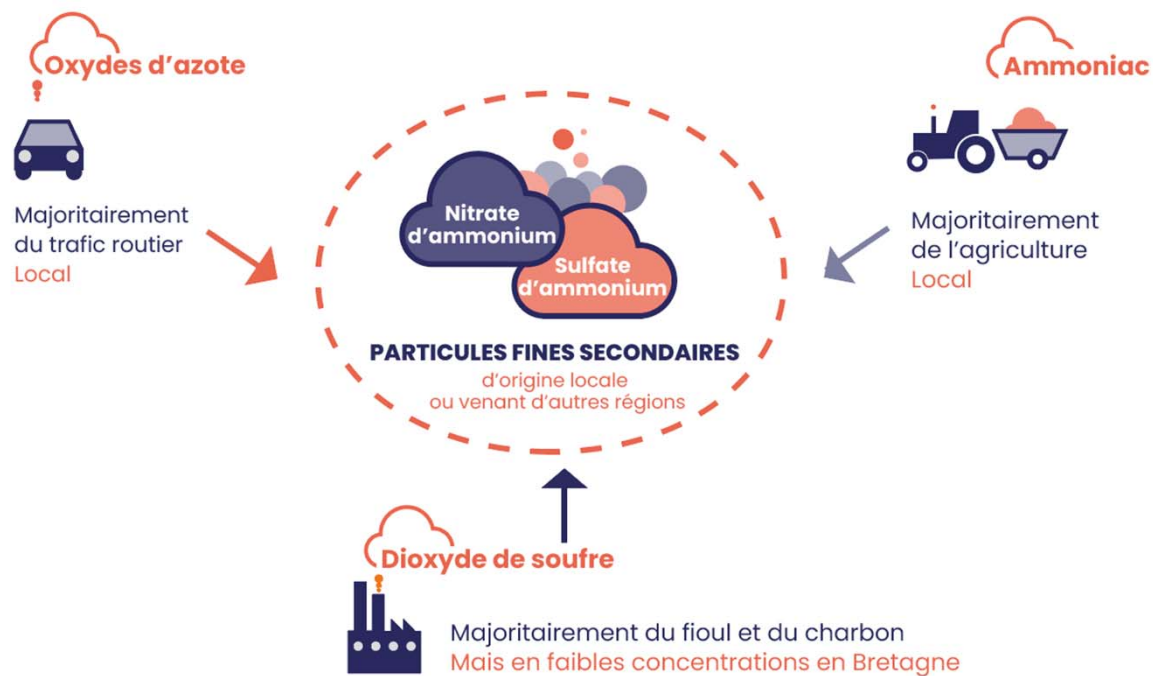 Oxydes d'azote
Majoritairement
du trafic routier
Local
Ammoniac
Majoritairement
de l'agriculture
Local
Nitrate
d'ammonium
Sulfate
d'ammonium
PARTICULES FINES SECONDAIRES
d'origine locale
ou venant d'autres régions
Dioxyde de soufre
Majoritairement du fioul et du charbon
Mais en faibles concentrations en Bretagne